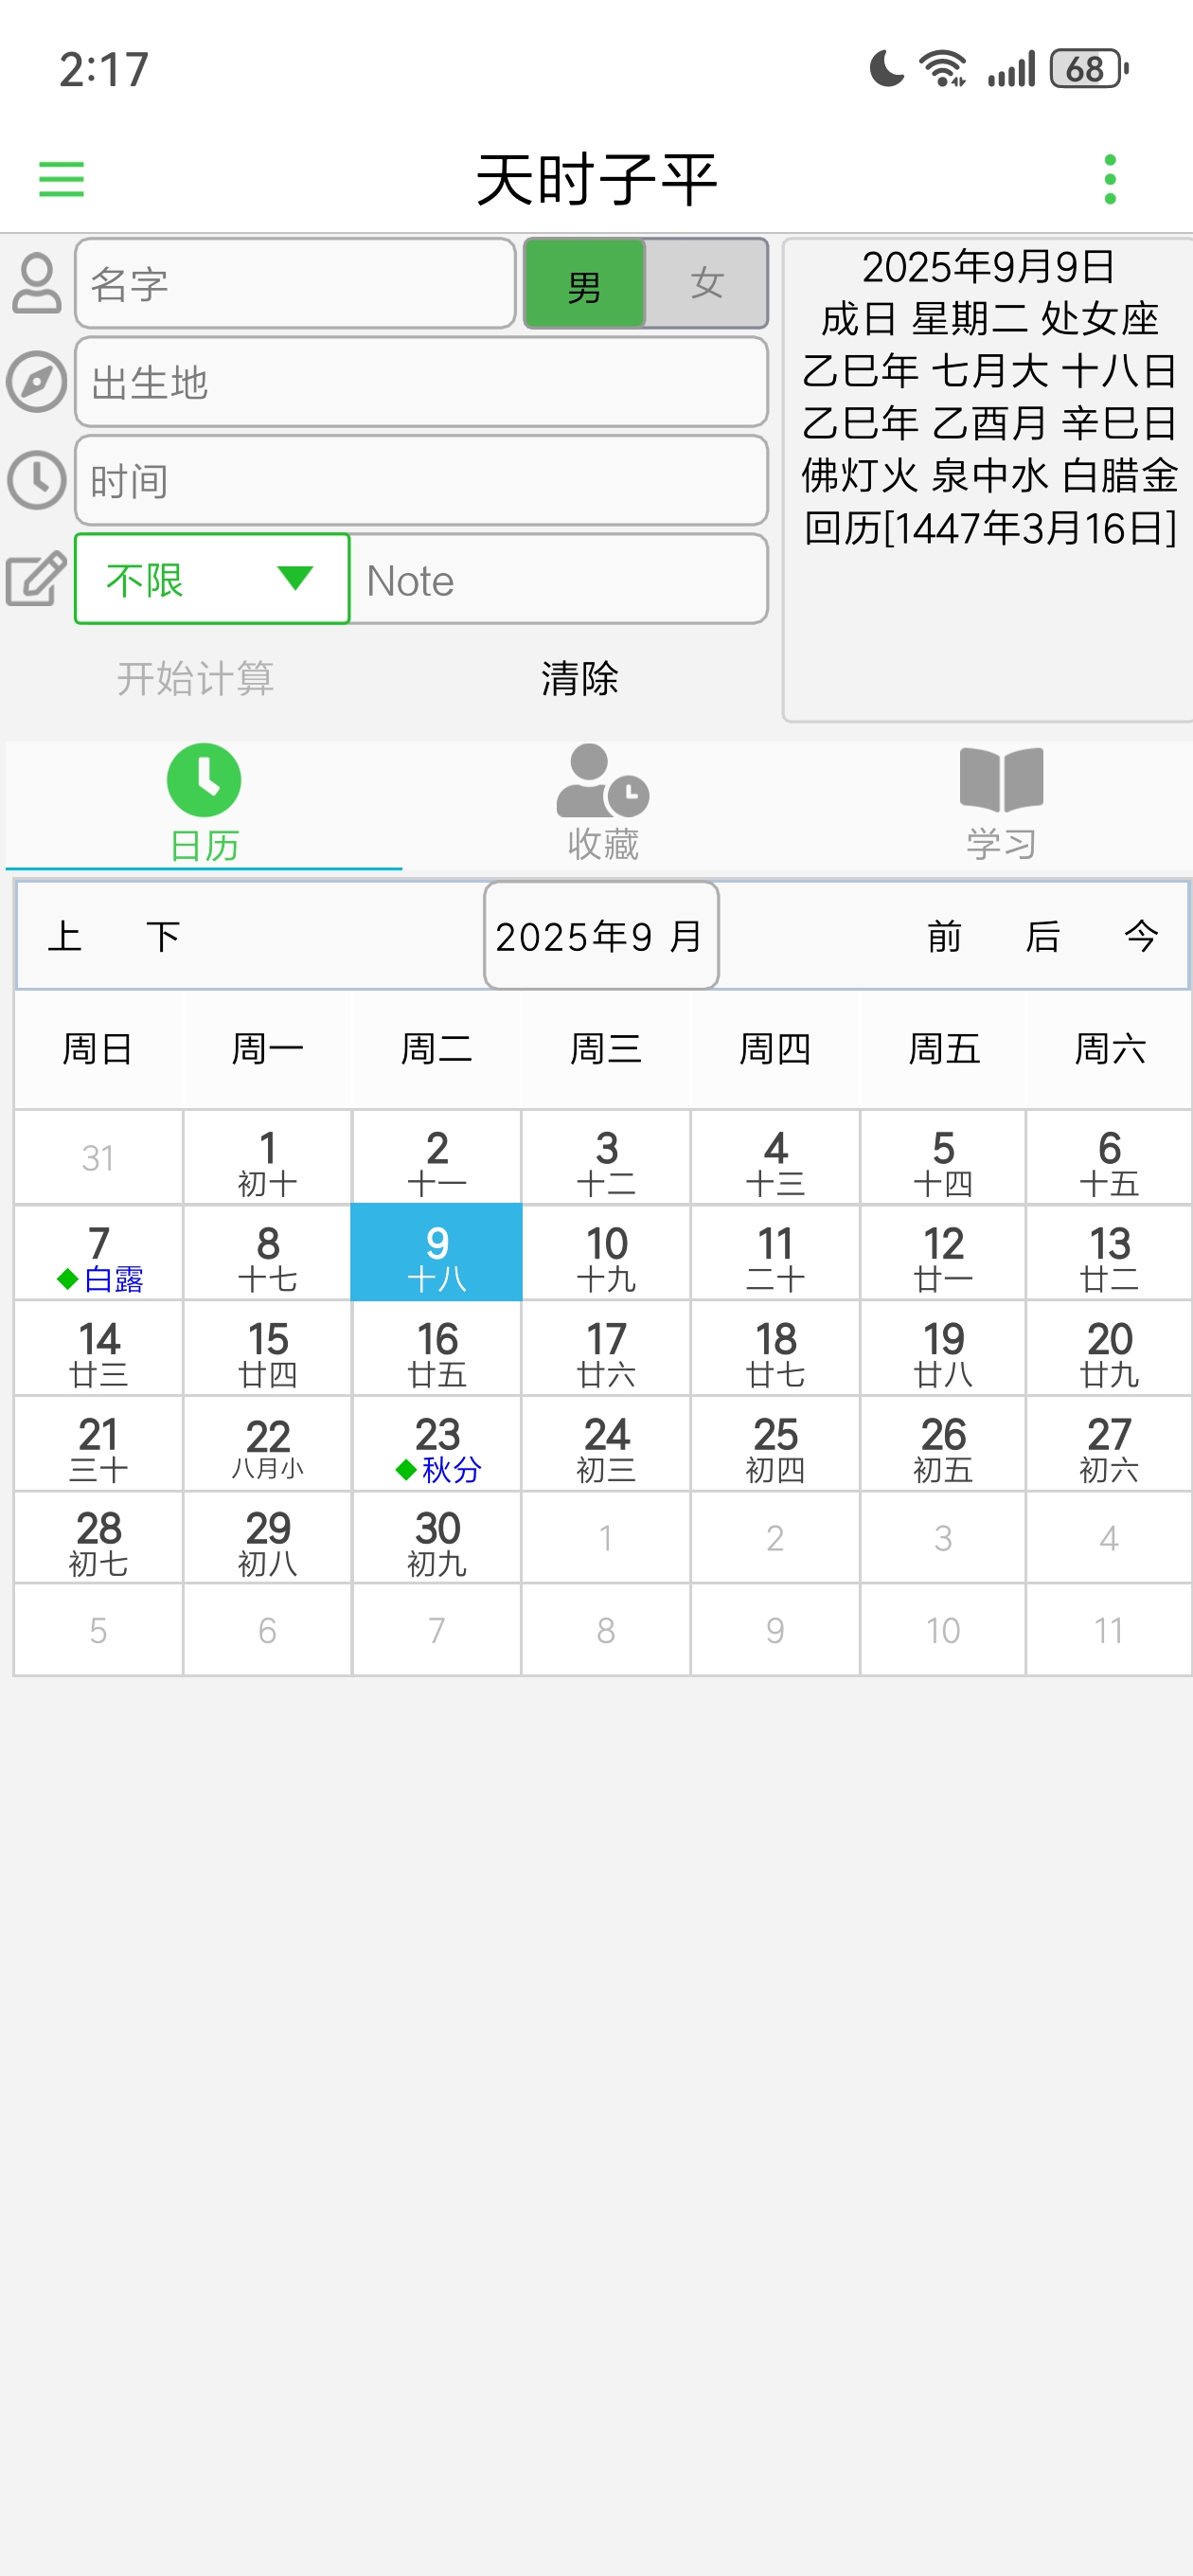 2:17
68
天时子平
名字
男
女
出生地
时间
不限
Note
开始计算
清除
2025年9月9日
成日 星期二 处女座
乙巳年 七月大 十八日
乙巳年 乙酉月 辛巳日
佛灯火 泉中水 白腊金
回历[1447年3月16日]
日历
收藏
学习
上 下 2025年9 月 前 后 今
周日 周一 周二 周三 周四 周五 周六
31 1 2 3 4 5 6
初十 十一 十二 十三 十四 十五
7 8 9 10 11 12 13
◆白露 十七 十八 十九 二十 廿一 廿二
14 15 16 17 18 19 20
廿三 廿四 廿五 廿六 廿七 廿八 廿九
21 22 23 24 25 26 27
三十 八月小 ◆秋分 初三 初四 初五 初六
28 29 30 1 2 3 4
初七 初八 初九
5 6 7 8 9 10 11